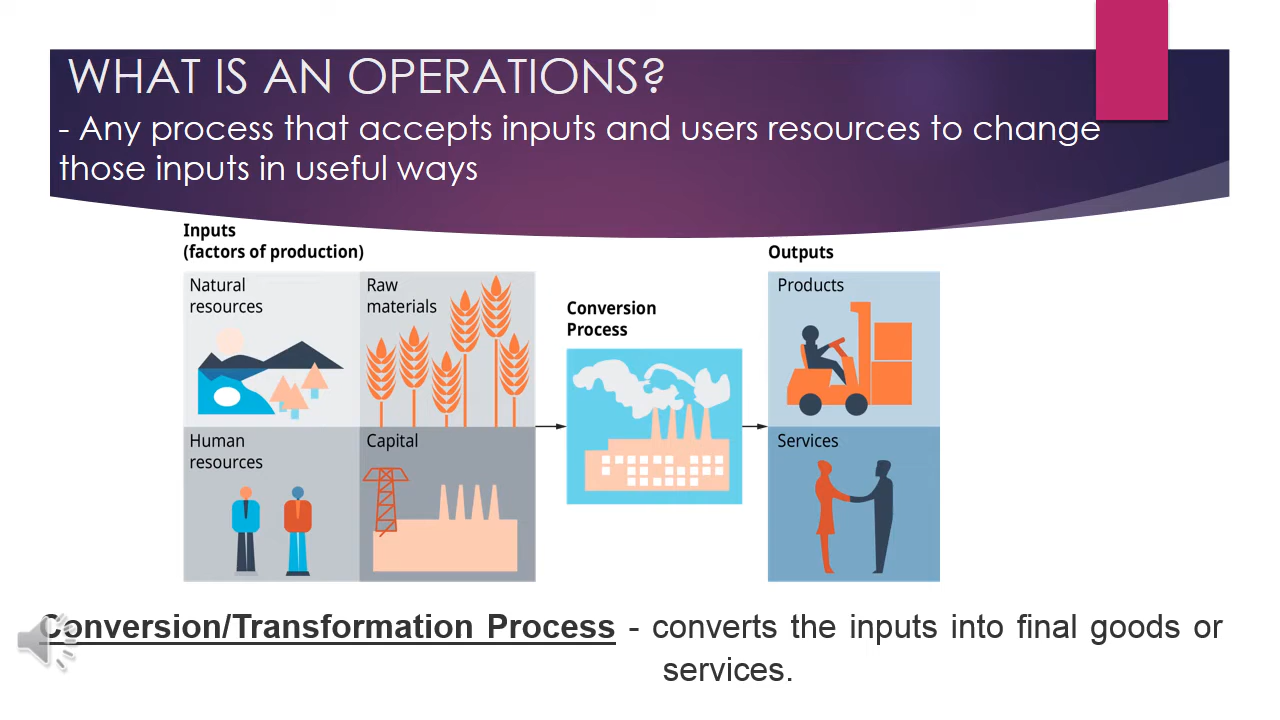 WHAT IS AN OPERATIONS?
- Any process that accepts inputs and users resources to change
those inputs in useful ways
Inputs
(factors of production)
Natural
resources
Raw
materials
Human
resources
Capital
Conversion
Process
Outputs
Products
Services
Conversion/Transformation Process - converts the inputs into final goods or
services.